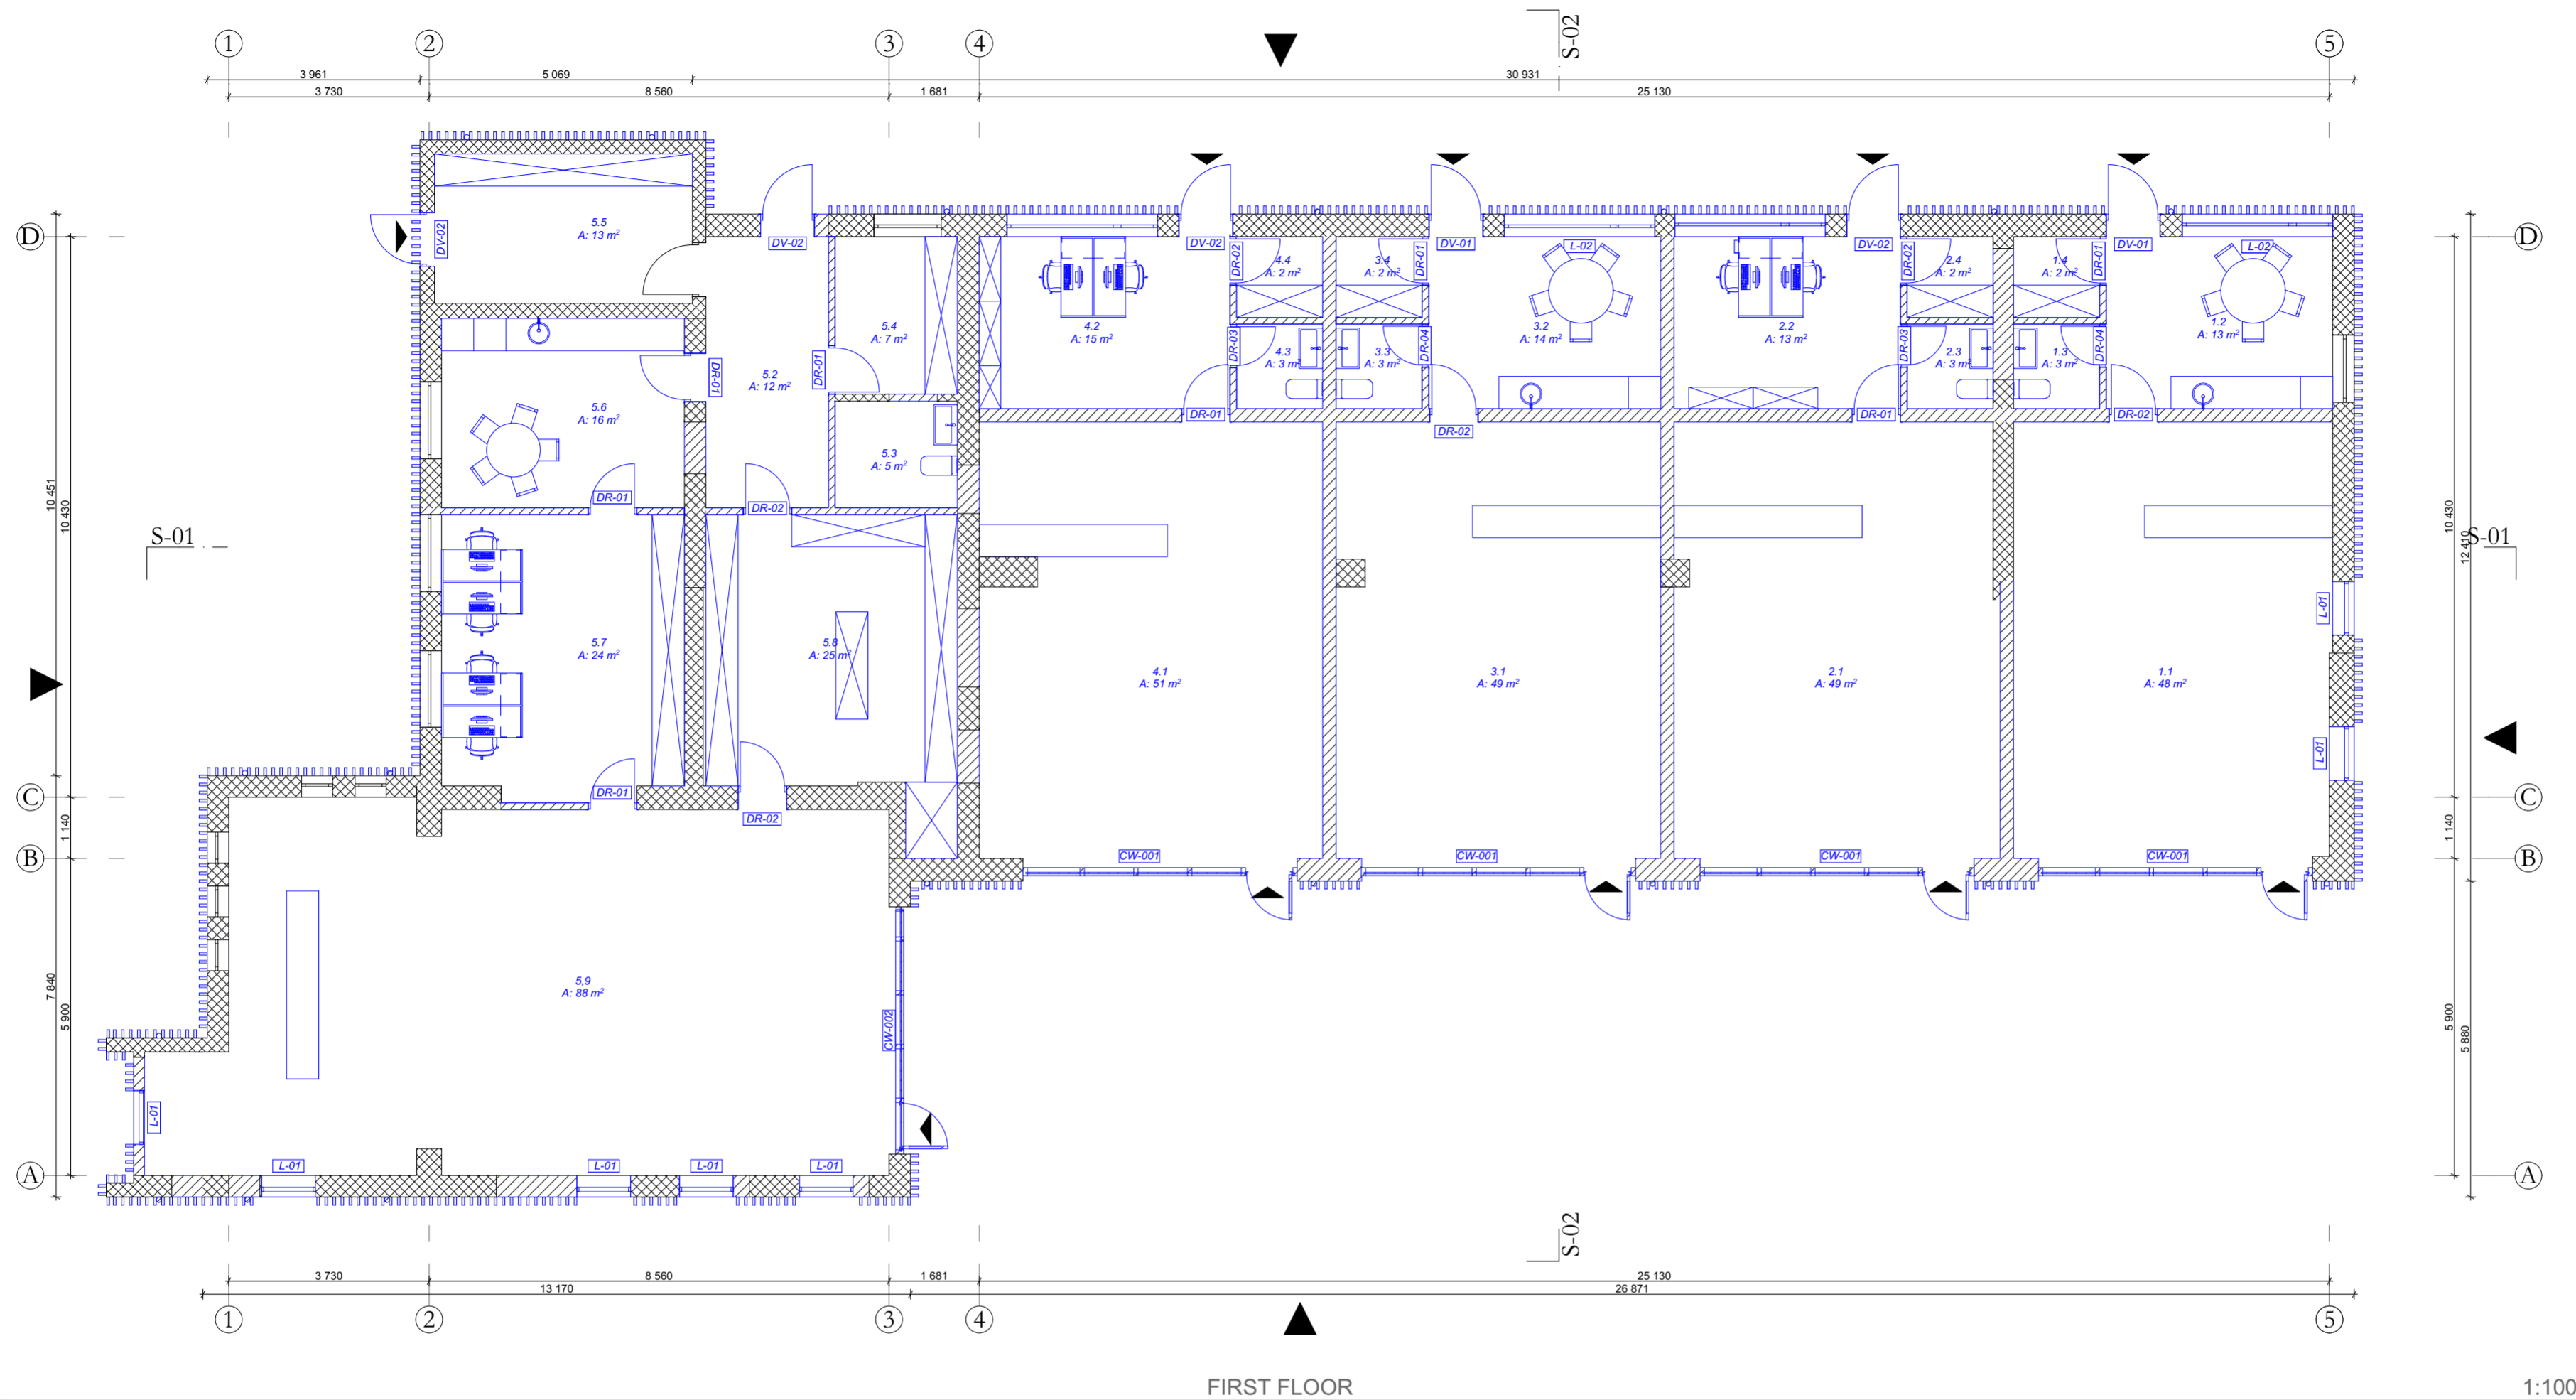 S-02
1
2
3
4
5
3 961
5 069
30 931
3 730
8 560
1 681
25 130
5.5
A: 13 m²
DV-02
D
DV-02
DV-02
DR-02
4.4
A: 2 m²
3.4
A: 2 m²
DR-01
DV-01
L-02
DV-02
DR-02
2.4
A: 2 m²
1.4
A: 2 m²
DR-01
DV-01
L-02
D
5.4
A: 7 m²
4.2
A: 15 m²
3.2
A: 14 m²
2.2
A: 13 m²
1.2
A: 13 m²
DR-03
4.3
A: 3 m²
3.3
A: 3 m²
DR-04
DR-03
2.3
A: 3 m²
1.3
A: 3 m²
DR-04
DR-01
5.2
A: 12 m²
DR-01
5.6
A: 16 m²
DR-01
DR-02
DR-01
DR-02
5.3
A: 5 m²
10 451
10 430
DR-01
DR-02
10 430
12 410
S-01
S-01
5.7
A: 24 m²
5.8
A: 25 m²
4.1
A: 51 m²
3.1
A: 49 m²
2.1
A: 49 m²
1.1
A: 48 m²
L-01
L-01
C
DR-01
DR-02
C
1 140
1 140
B
CW-001
CW-001
CW-001
CW-001
B
7 840
5 900
5,9
A: 88 m²
CW-002
5 900
5 880
L-01
A
L-01
L-01
L-01
L-01
A
S-02
3 730
8 560
1 681
25 130
13 170
26 871
1
2
3
4
5
FIRST FLOOR
1:100